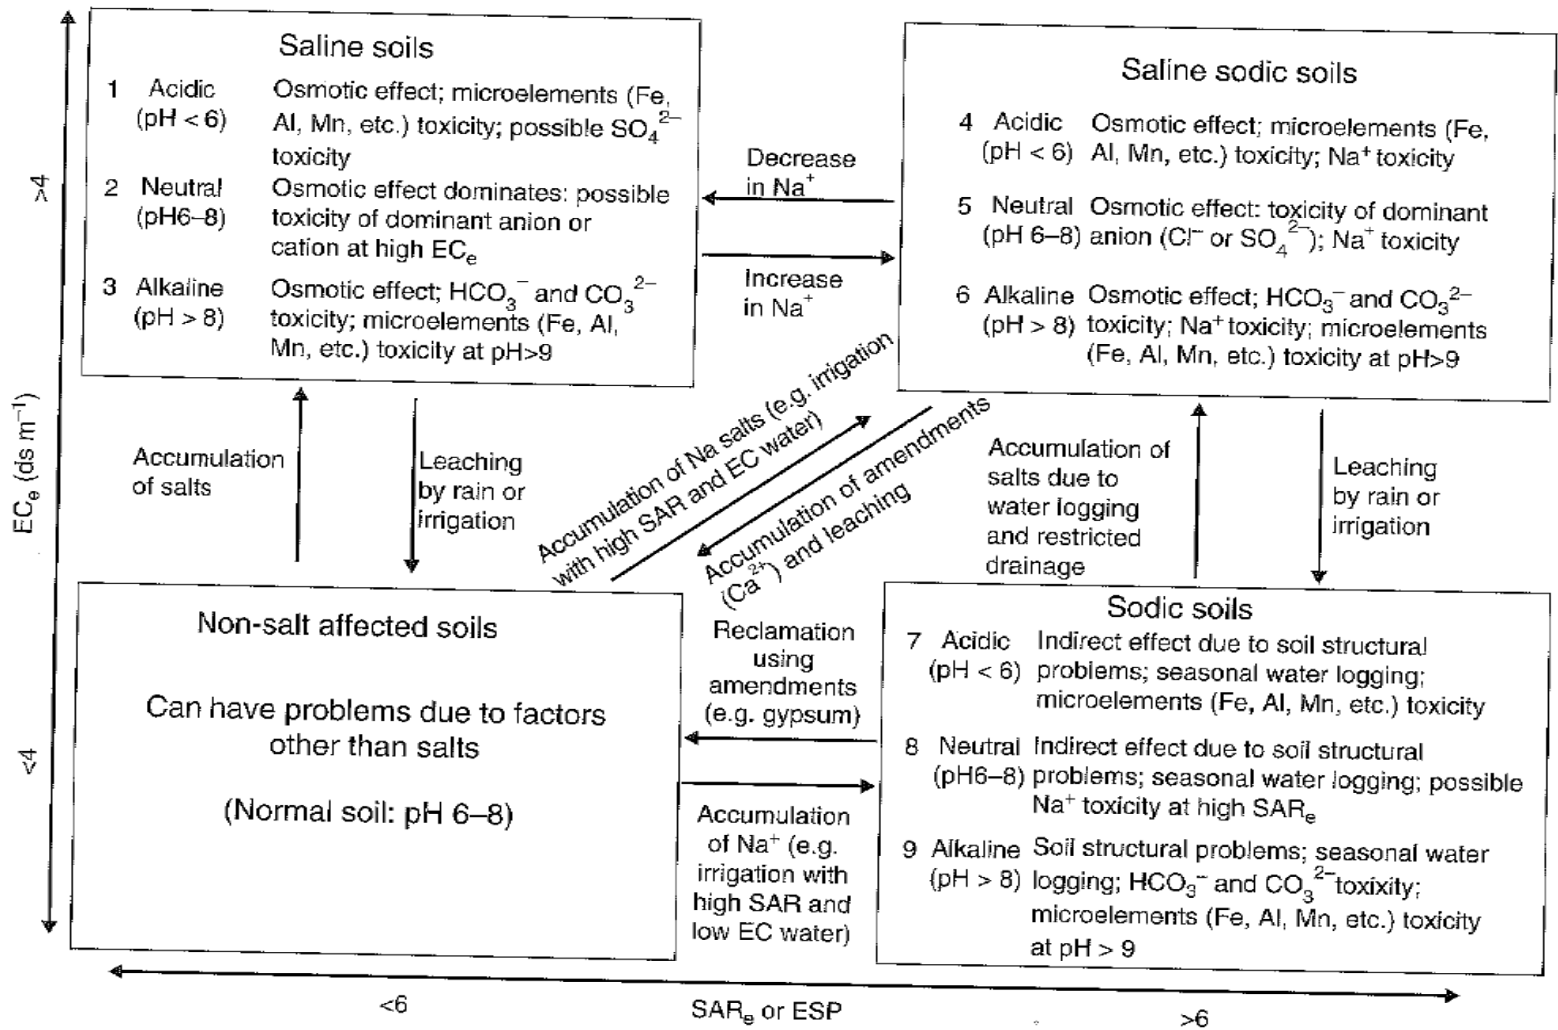 Saline soils
1 Acidic Osmotic effect; microelements (Fe,
(pH < 6) Al, Mn, etc.) toxicity; possible SO₄²⁻
toxicity
2 Neutral Osmotic effect dominates: possible
(pH6–8) toxicity of dominant anion or
cation at high ECₑ
3 Alkaline Osmotic effect; HCO₃⁻ and CO₃²⁻
(pH > 8) toxicity; microelements (Fe, Al,
Mn, etc.) toxicity at pH>9
Decrease
in Na⁺
Increase
in Na⁺
Saline sodic soils
4 Acidic Osmotic effect; microelements (Fe,
(pH < 6) Al, Mn, etc.) toxicity; Na⁺ toxicity
5 Neutral Osmotic effect: toxicity of dominant
(pH 6–8) anion (Cl⁻ or SO₄²⁻); Na⁺ toxicity
6 Alkaline Osmotic effect; HCO₃⁻ and CO₃²⁻
(pH > 8) toxicity; Na⁺ toxicity; microelements
(Fe, Al, Mn, etc.) toxicity at pH>9
>4
ECₑ (ds m⁻¹)
<4
Accumulation
of salts
Leaching
by rain or
irrigation
Accumulation of Na salts (e.g. irrigation
with high SAR and EC water)
Accumulation of amendments
(Ca²⁺) and leaching
Accumulation of
salts due to
water logging
and restricted
drainage
Leaching
by rain or
irrigation
Non-salt affected soils
Can have problems due to factors
other than salts
(Normal soil: pH 6–8)
Reclamation
using
amendments
(e.g. gypsum)
Accumulation
of Na⁺ (e.g.
irrigation with
high SAR and
low EC water)
Sodic soils
7 Acidic Indirect effect due to soil structural
(pH < 6) problems; seasonal water logging;
microelements (Fe, Al, Mn, etc.) toxicity
8 Neutral Indirect effect due to soil structural
(pH6–8) problems; seasonal water logging; possible
Na⁺ toxicity at high SARₑ
9 Alkaline Soil structural problems; seasonal water
(pH > 8) logging; HCO₃⁻ and CO₃²⁻ toxixity;
microelements (Fe, Al, Mn, etc.) toxicity
at pH > 9
<6
SARₑ or ESP
>6